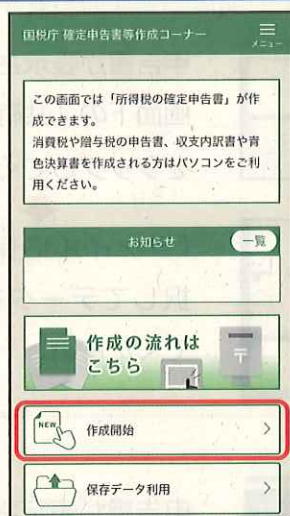 国税庁 確定申告書等作成コーナー
メニュー
この画面では「所得税の確定申告書」が作
成できます。
消費税や贈与税の申告書、収支内訳書や青
色決算書を作成される方はパソコンをご利
用ください。
お知らせ
一覧
作成の流れは
こちら
NEW
作成開始
保存データ利用